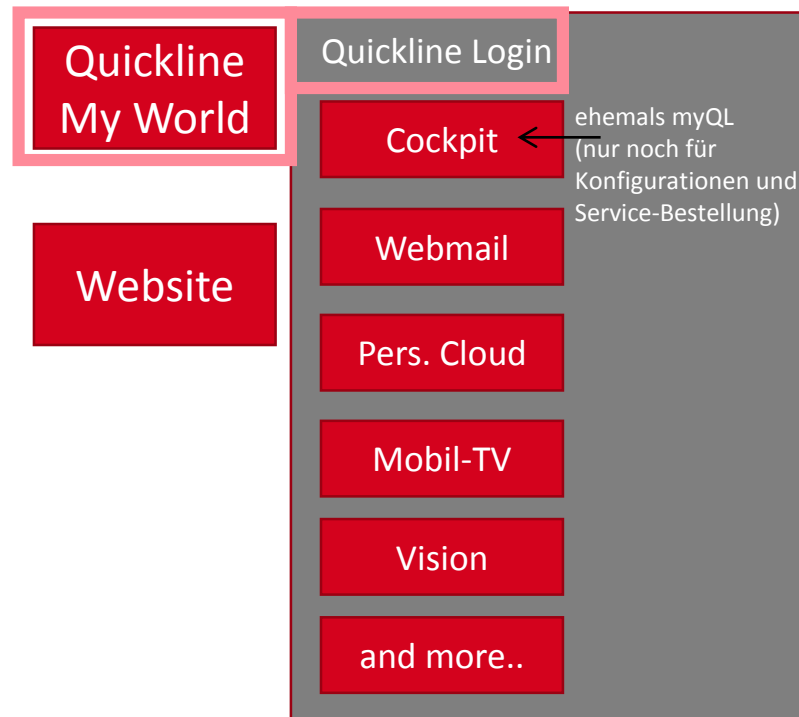 Quickline
My World
Quickline Login
Cockpit
ehemals myQL
(nur noch für
Konfigurationen und
Service-Bestellung)
Webmail
Website
Pers. Cloud
Mobil-TV
Vision
and more..